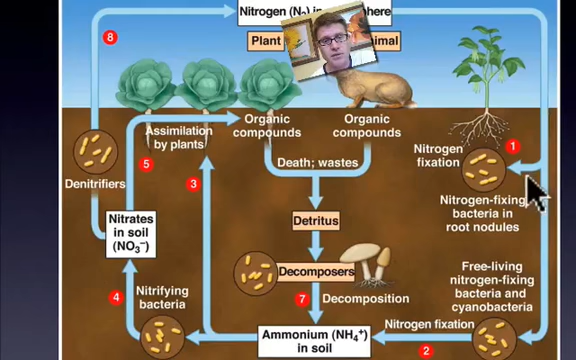 Nitrogen (N2) in
sphere
Plant
imal
8
Assimilation
by plants
Organic
compounds
Organic
compounds
Nitrogen
fixation
1
5
3
Denitrifiers
Death; wastes
Nitrogen-fixing
bacteria in
root nodules
Nitrates
in soil
(NO3−)
Detritus
Decomposers
Free-living
nitrogen-fixing
bacteria and
cyanobacteria
4
Nitrifying
bacteria
7
Decomposition
Ammonium (NH4+)
in soil
Nitrogen fixation
2